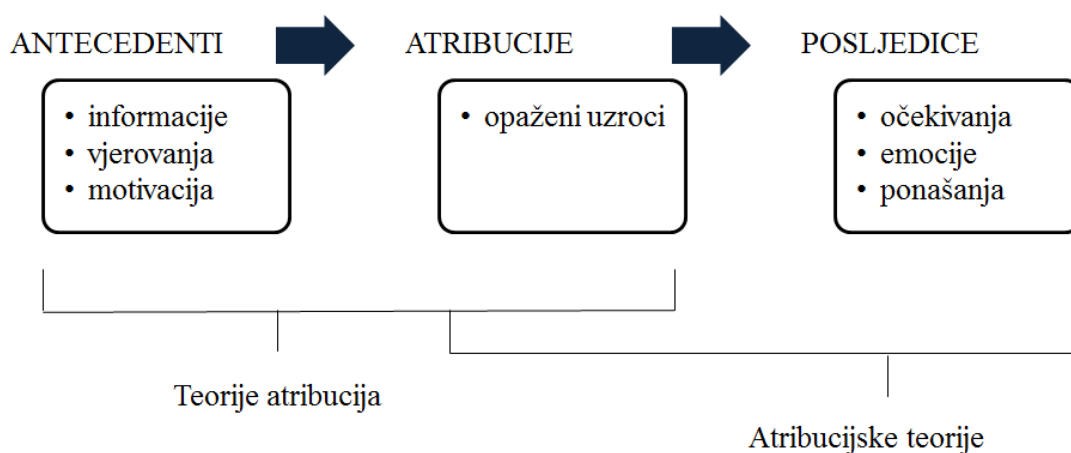 ANTECEDENTI
ATRIBUCIJE
POSLJEDICE
• informacije
• vjerovanja
• motivacija
• opaženi uzroci
• očekivanja
• emocije
• ponašanja
Teorije atribucija
Atribucijske teorije